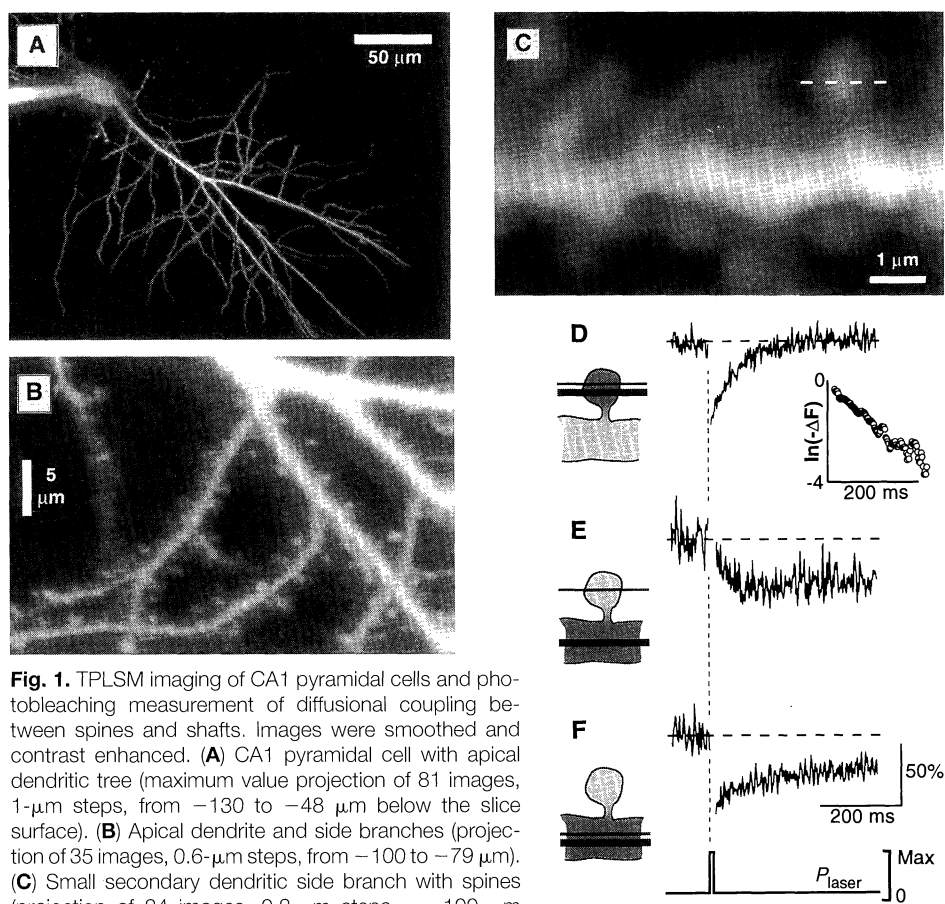 A
50 μm
C
1 μm
B
5
μm
D
0
ln(-ΔF)
-4
200 ms
E
F
50%
200 ms
Max
P laser
0
Fig. 1. TPLSM imaging of CA1 pyramidal cells and pho-
tobleaching measurement of diffusional coupling be-
tween spines and shafts. Images were smoothed and
contrast enhanced. (A) CA1 pyramidal cell with apical
dendritic tree (maximum value projection of 81 images,
1-μm steps, from −130 to −48 μm below the slice
surface). (B) Apical dendrite and side branches (projec-
tion of 35 images, 0.6-μm steps, from −100 to −79 μm).
(C) Small secondary dendritic side branch with spines